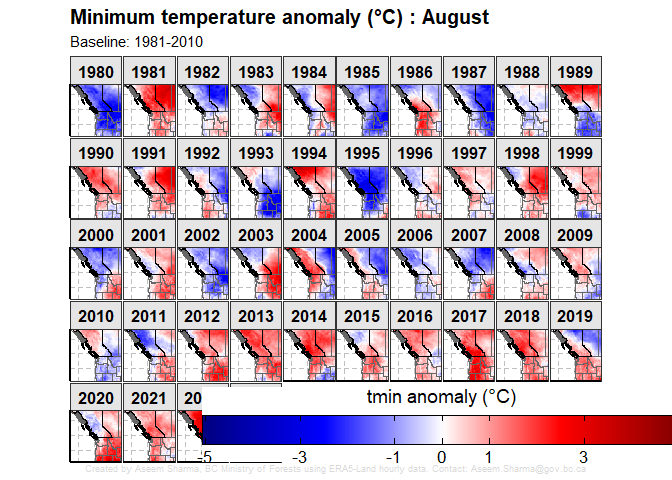 Minimum temperature anomaly (°C) : August
Baseline: 1981-2010
1980 1981 1982 1983 1984 1985 1986 1987 1988 1989
1990 1991 1992 1993 1994 1995 1996 1997 1998 1999
2000 2001 2002 2003 2004 2005 2006 2007 2008 2009
2010 2011 2012 2013 2014 2015 2016 2017 2018 2019
2020 2021 20
tmin anomaly (°C)
-5 -3 -1 0 1 3
Created by Aseem Sharma, BC Ministry of Forests using ERA5-Land hourly data. Contact: Aseem.Sharma@gov.bc.ca